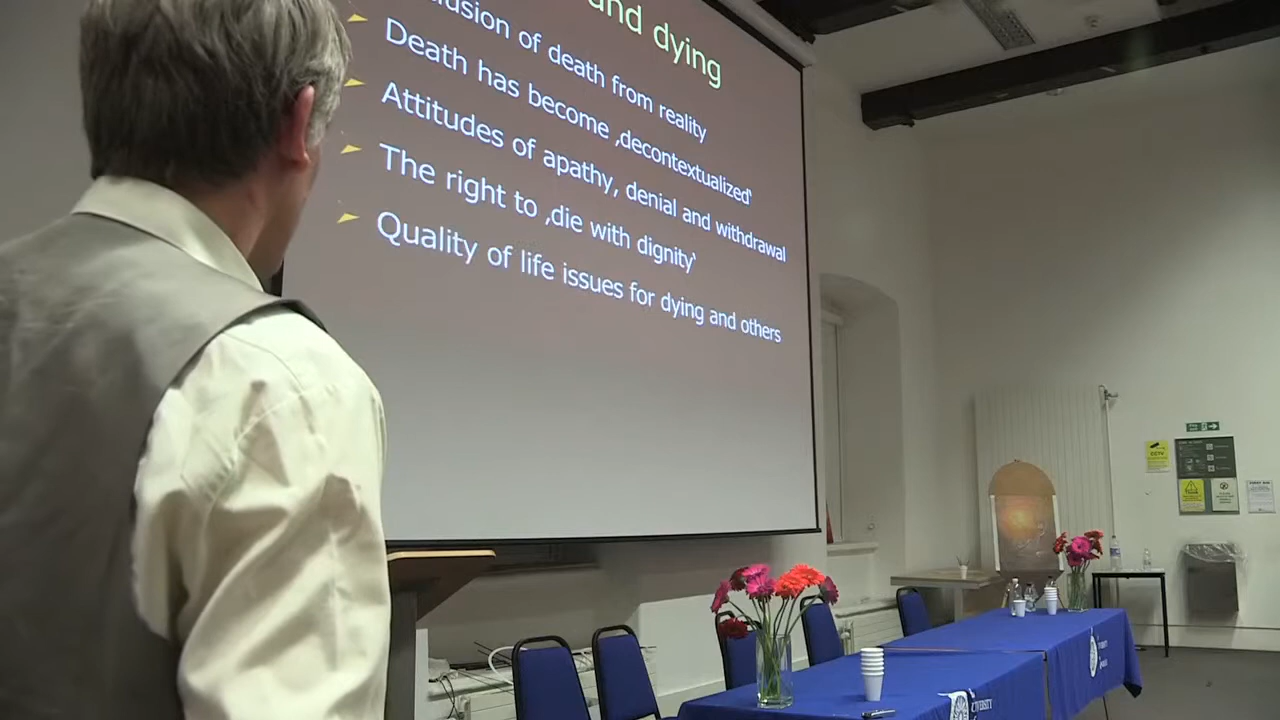 and dying
of death from reality
Death has become ‚decontextualized‘
Attitudes of apathy, denial and withdrawal
The right to ‚die with dignity‘
Quality of life issues for dying and others
CCTV